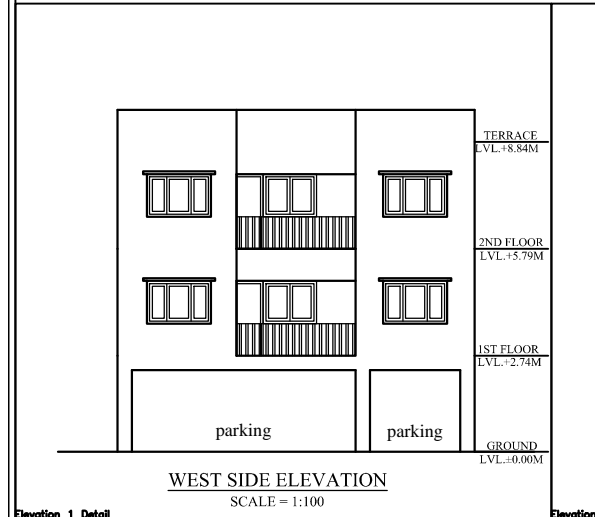 TERRACE
LVL.+8.84M
2ND FLOOR
LVL.+5.79M
1ST FLOOR
LVL.+2.74M
parking
parking
GROUND
LVL.±0.00M
WEST SIDE ELEVATION
SCALE = 1:100
Elevation 1 Detail
Elevation